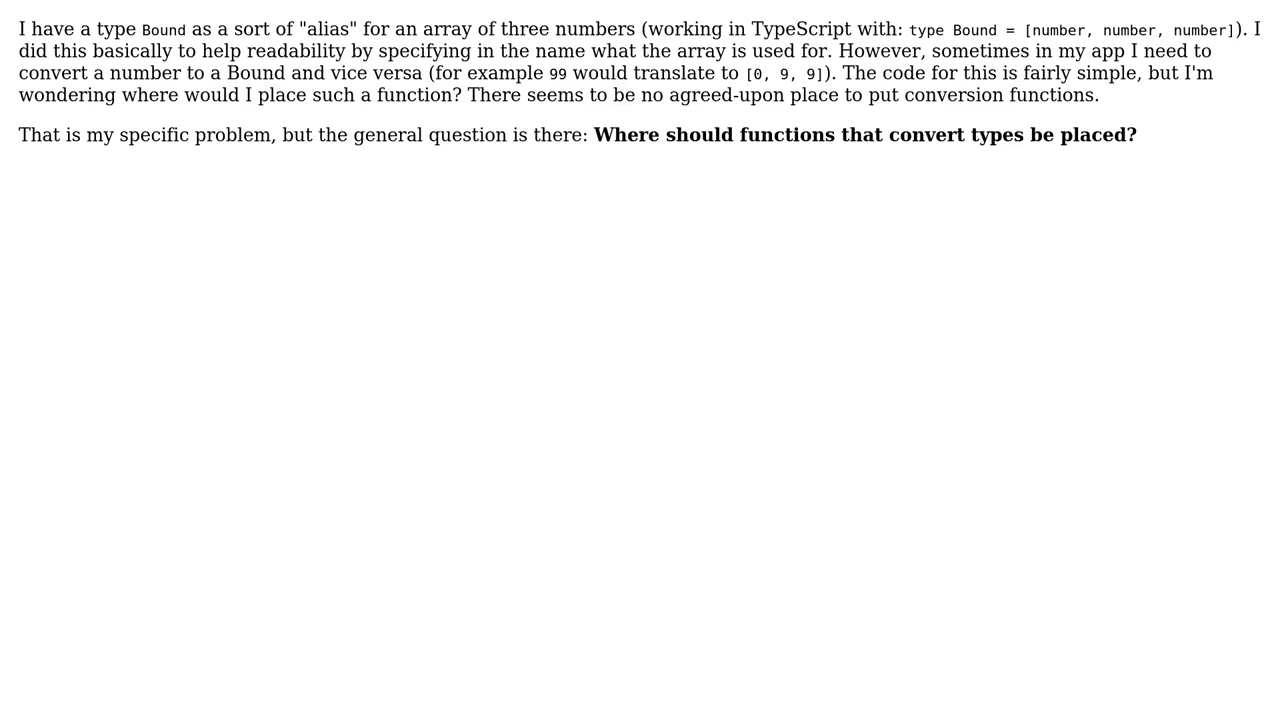 I have a type Bound as a sort of "alias" for an array of three numbers (working in TypeScript with: type Bound = [number, number, number]). I
did this basically to help readability by specifying in the name what the array is used for. However, sometimes in my app I need to
convert a number to a Bound and vice versa (for example 99 would translate to [0, 9, 9]). The code for this is fairly simple, but I'm
wondering where would I place such a function? There seems to be no agreed-upon place to put conversion functions.
That is my specific problem, but the general question is there: Where should functions that convert types be placed?